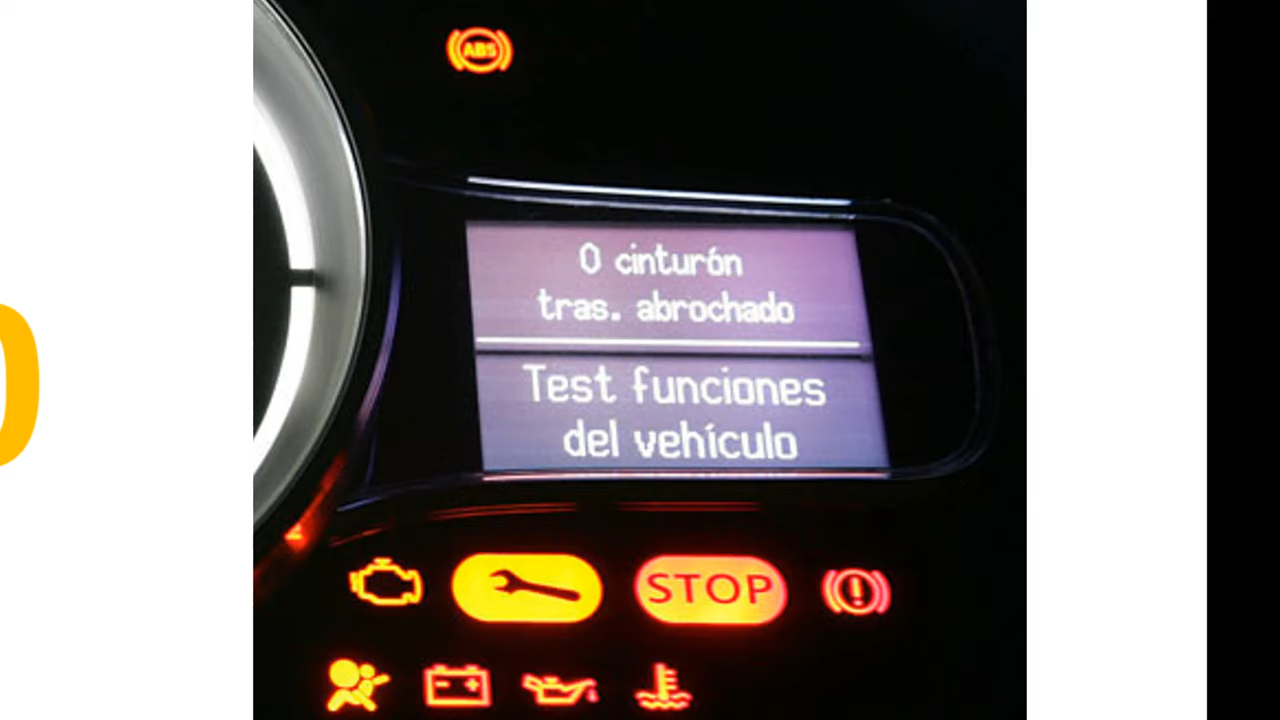 ABS
0 cinturón
tras. abrochado
Test funciones
del vehículo
STOP